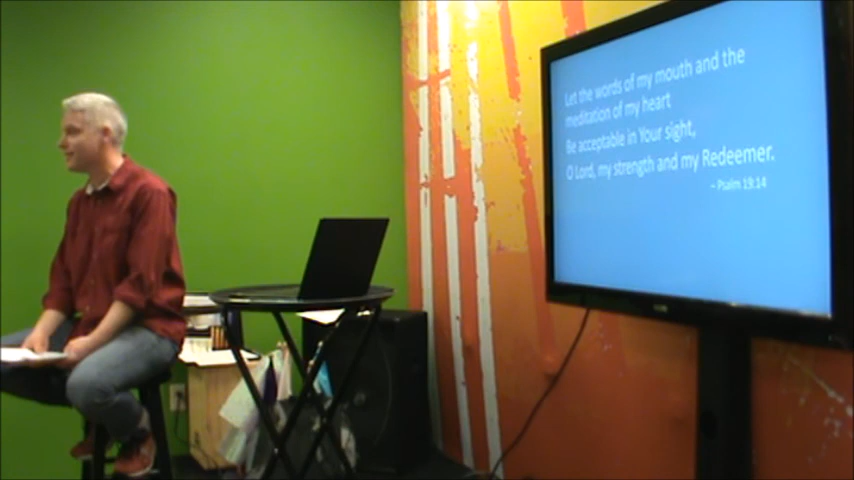 Let the words of my mouth and the
meditation of my heart
Be acceptable in Your sight,
O Lord, my strength and my Redeemer.
~ Psalm 19:14